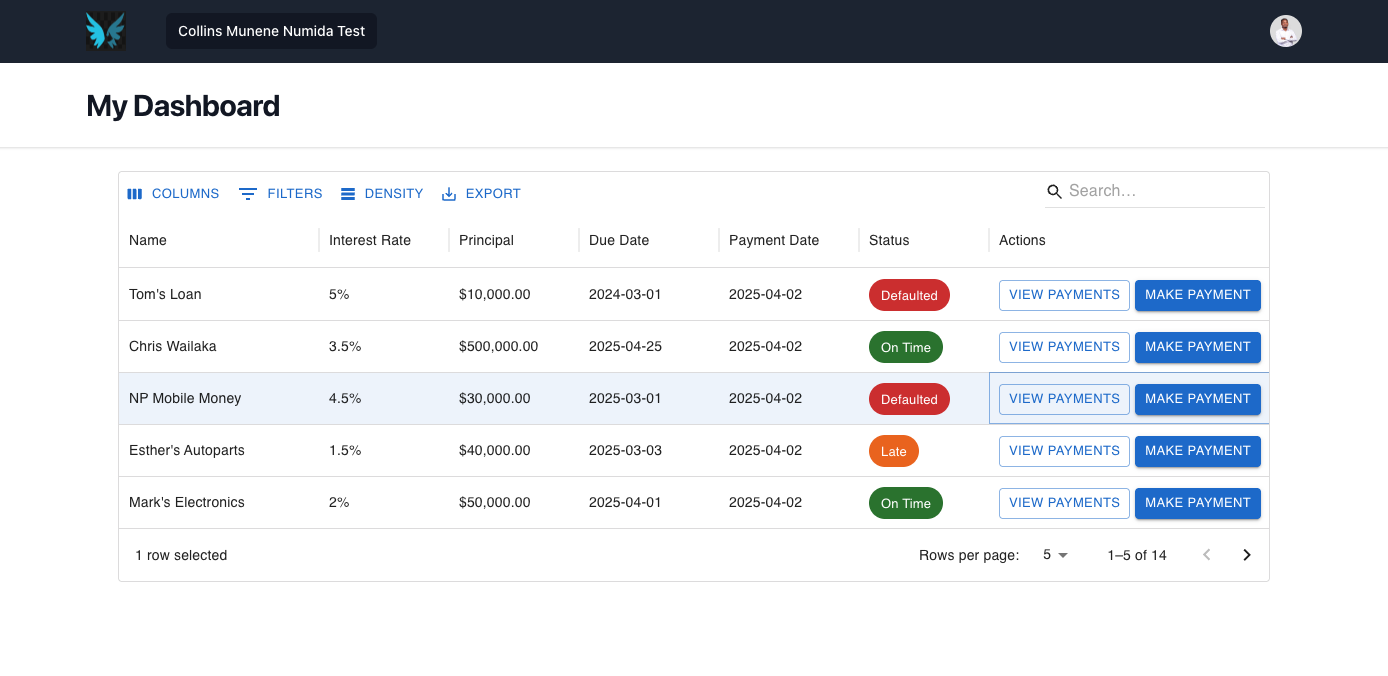 Collins Munene Numida Test
My Dashboard
COLUMNS FILTERS DENSITY EXPORT Search…
Name Interest Rate Principal Due Date Payment Date Status Actions
Tom's Loan 5% $10,000.00 2024-03-01 2025-04-02 Defaulted VIEW PAYMENTS MAKE PAYMENT
Chris Wailaka 3.5% $500,000.00 2025-04-25 2025-04-02 On Time VIEW PAYMENTS MAKE PAYMENT
NP Mobile Money 4.5% $30,000.00 2025-03-01 2025-04-02 Defaulted VIEW PAYMENTS MAKE PAYMENT
Esther's Autoparts 1.5% $40,000.00 2025-03-03 2025-04-02 Late VIEW PAYMENTS MAKE PAYMENT
Mark's Electronics 2% $50,000.00 2025-04-01 2025-04-02 On Time VIEW PAYMENTS MAKE PAYMENT
1 row selected Rows per page: 5 1–5 of 14